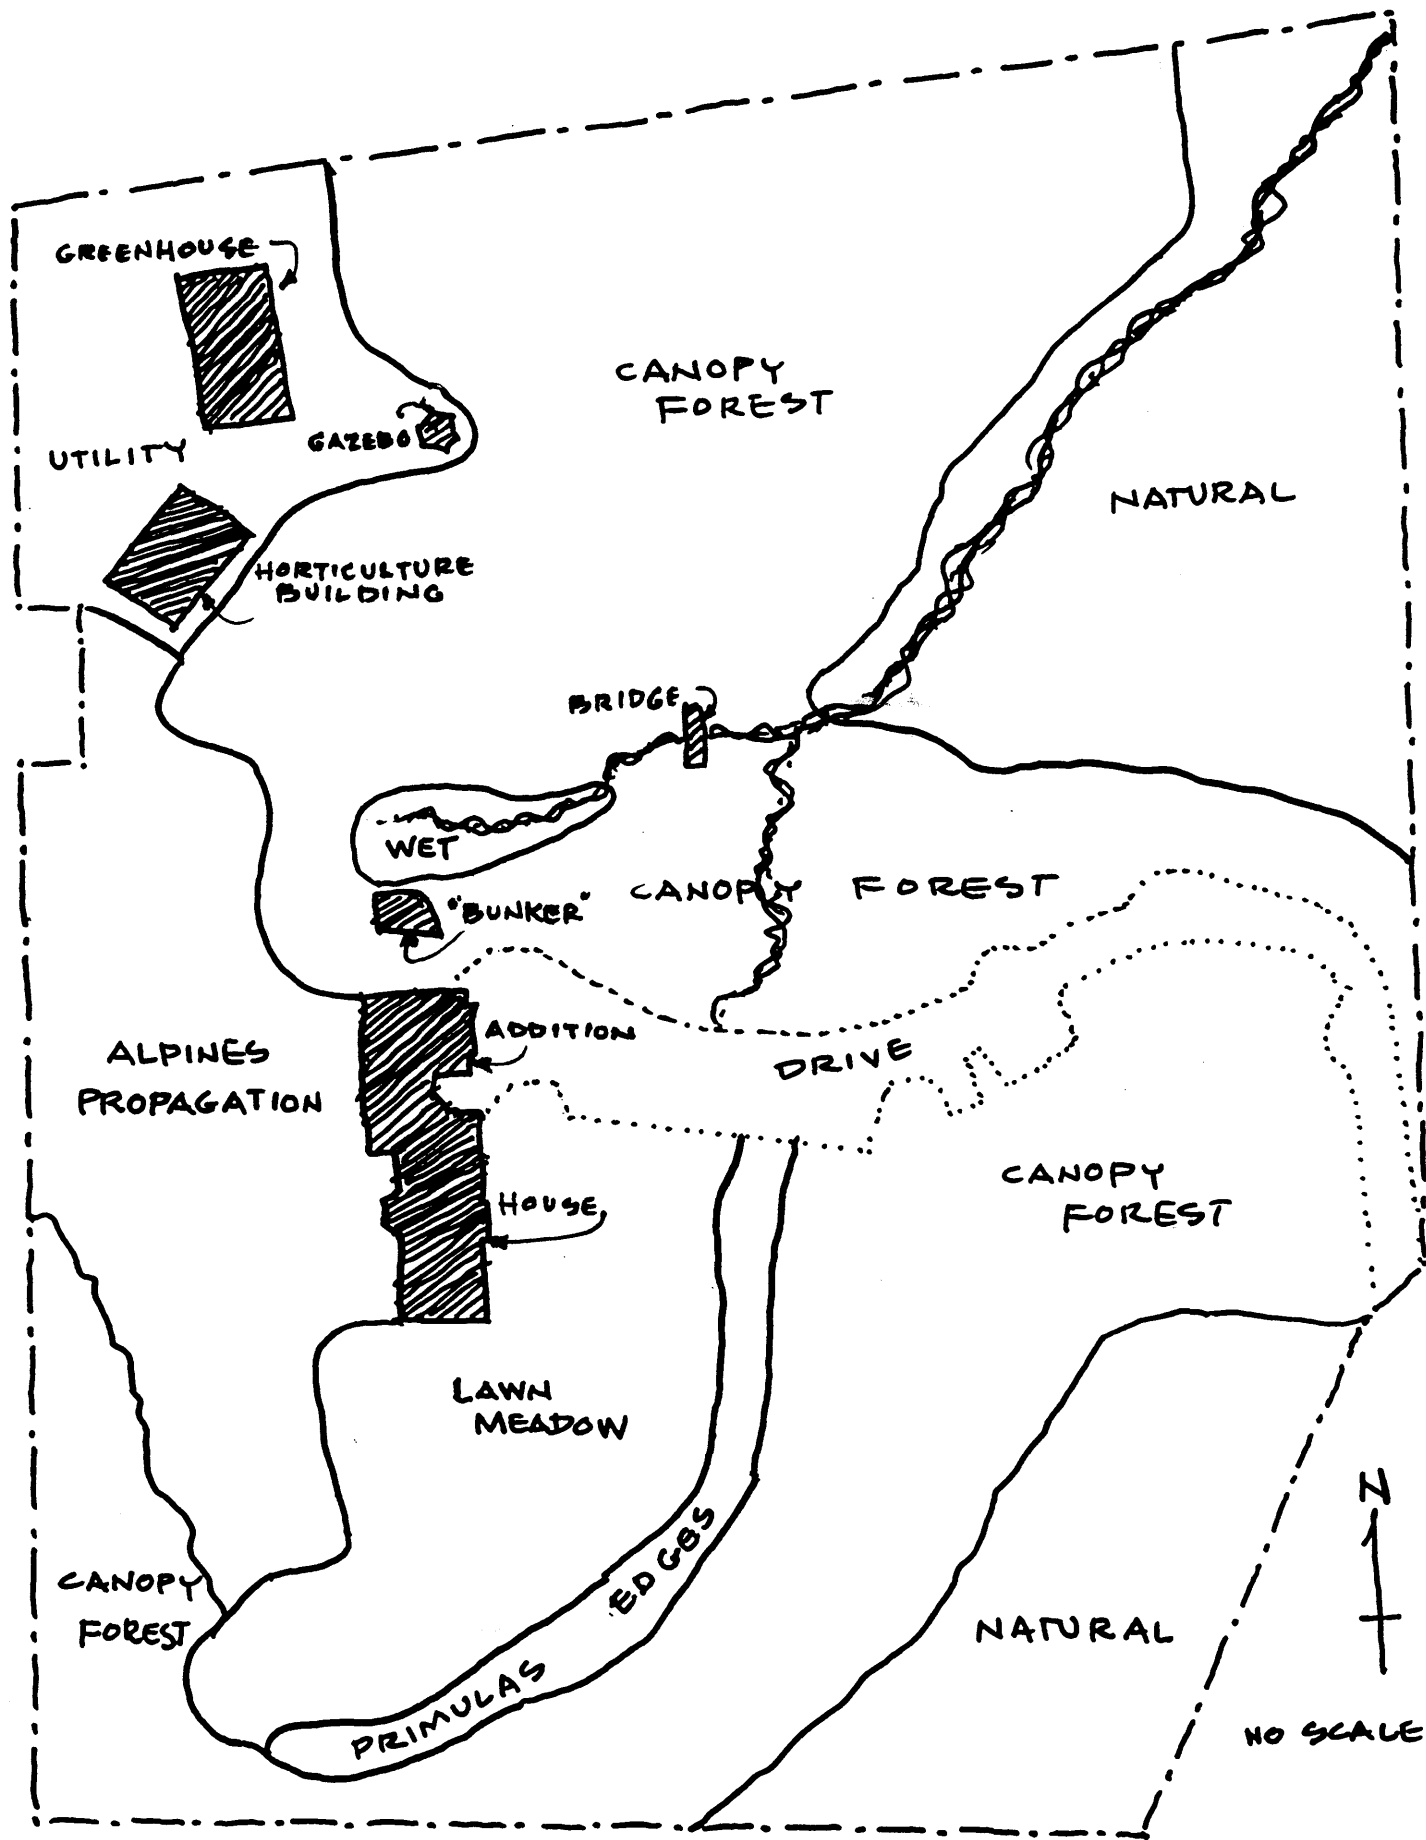 GREENHOUSE
CANOPY
FOREST
GAZEBO
UTILITY
NATURAL
HORTICULTURE
BUILDING
BRIDGE
WET
CANOPY FOREST
"BUNKER"
ADDITION
DRIVE
ALPINES
PROPAGATION
CANOPY
FOREST
HOUSE
LAWN
MEADOW
N
EDGES
CANOPY
FOREST
NATURAL
PRIMULAS
NO SCALE